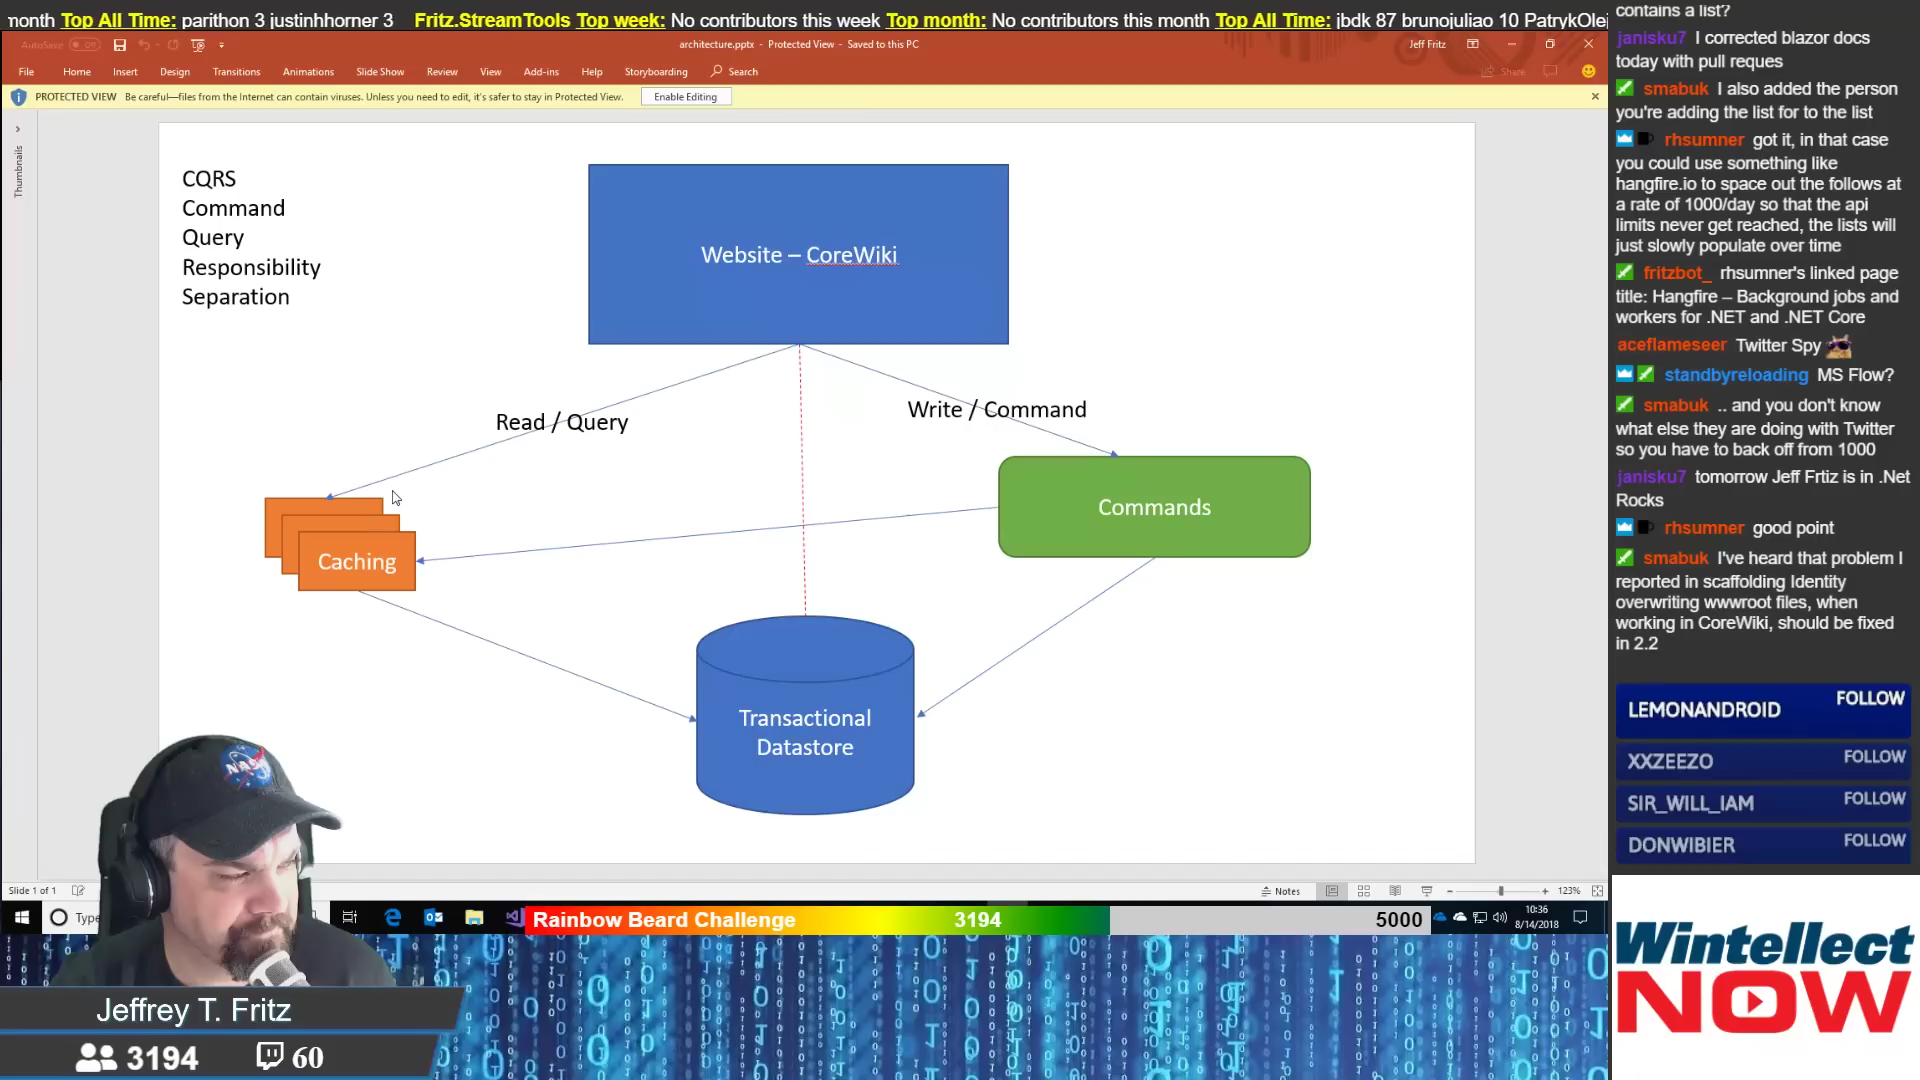 month Top All Time: parithon 3 justinhhorner 3 Fritz.StreamTools Top week: No contributors this week Top month: No contributors this month Top All Time: jbdk 87 brunojuliao 10 PatrykOlej
AutoSave Off
architecture.pptx - Protected View - Saved to this PC
Jeff Fritz
File Home Insert Design Transitions Animations Slide Show Review View Add-ins Help Storyboarding Search
Share
PROTECTED VIEW Be careful—files from the Internet can contain viruses. Unless you need to edit, it's safer to stay in Protected View. Enable Editing
Thumbnails
CQRS
Command
Query
Responsibility
Separation
Website – CoreWiki
Read / Query
Write / Command
Commands
Caching
Transactional
Datastore
Slide 1 of 1
Notes
123%
Type
Rainbow Beard Challenge 3194 5000
10:36
8/14/2018
NASA
Jeffrey T. Fritz
3194 60
contains a list?
janisku7 I corrected blazor docs
today with pull reques
smabuk I also added the person
you're adding the list for to the list
rhsumner got it, in that case
you could use something like
hangfire.io to space out the follows at
a rate of 1000/day so that the api
limits never get reached, the lists will
just slowly populate over time
fritzbot_ rhsumner's linked page
title: Hangfire – Background jobs and
workers for .NET and .NET Core
aceflameseer Twitter Spy
standbyreloading MS Flow?
smabuk .. and you don't know
what else they are doing with Twitter
so you have to back off from 1000
janisku7 tomorrow Jeff Frtiz is in .Net
Rocks
rhsumner good point
smabuk I've heard that problem I
reported in scaffolding Identity
overwriting wwwroot files, when
working in CoreWiki, should be fixed
in 2.2
LEMONANDROID FOLLOW
XXZEEZO FOLLOW
SIR_WILL_IAM FOLLOW
DONWIBIER FOLLOW
Wintellect
NOW